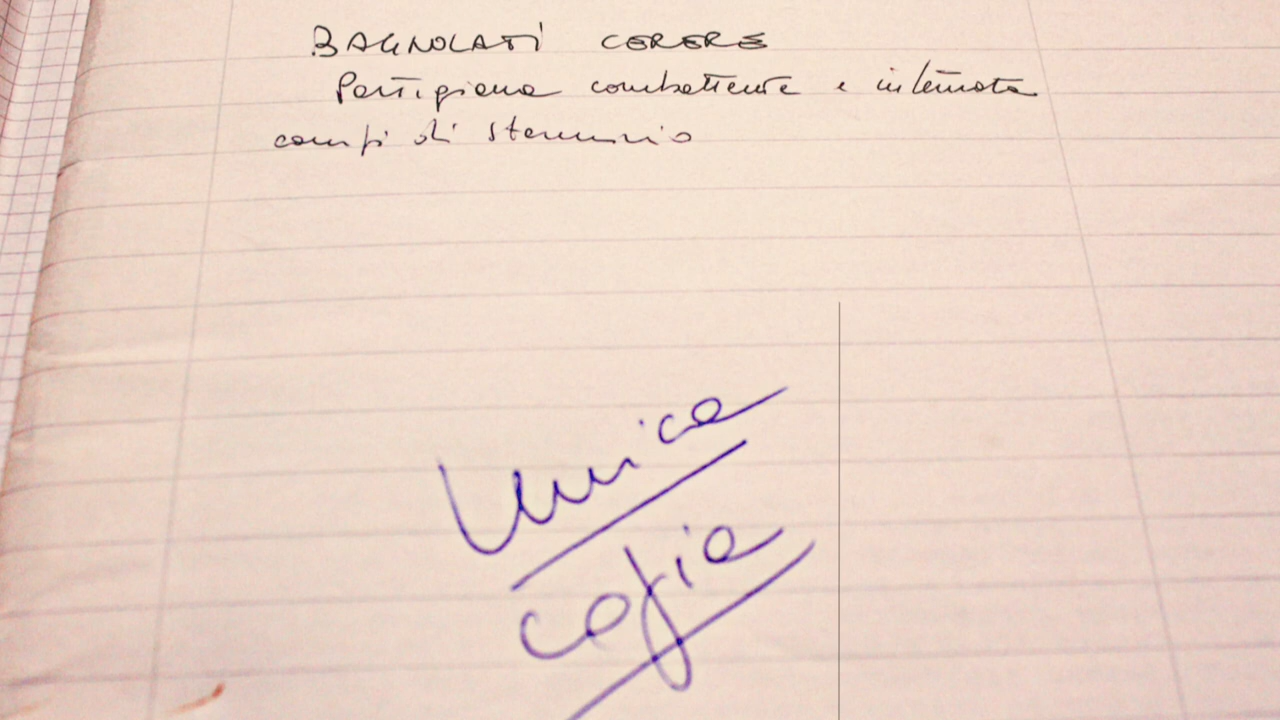 BAGNOLATI CERERE
Partigiana combattente e internata
campi di sterminio
Unica
copia